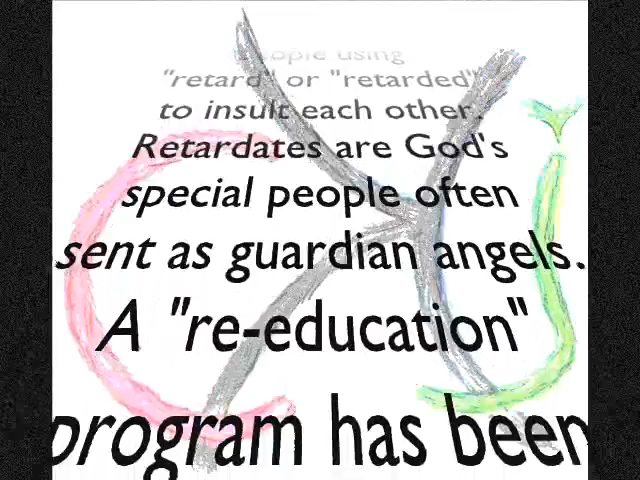 people using
"retard" or "retarded"
to insult each other.
Retardates are God's
special people often
sent as guardian angels.
A "re-education"
program has been